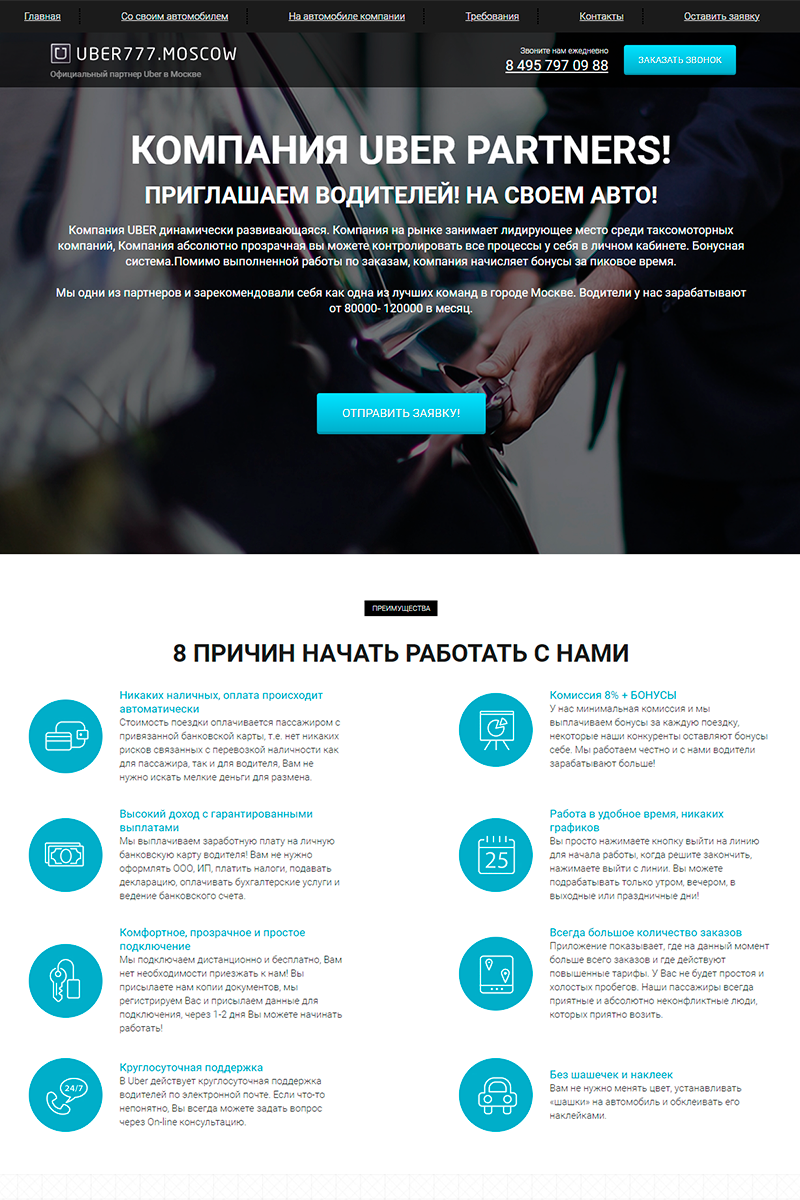 Главная
Со своим автомобилем
На автомобиле компании
Требования
Контакты
Оставить заявку
UBER777.MOSCOW
Официальный партнер Uber в Москве
Звоните нам ежедневно
8 495 797 09 88
ЗАКАЗАТЬ ЗВОНОК
КОМПАНИЯ UBER PARTNERS!
ПРИГЛАШАЕМ ВОДИТЕЛЕЙ! НА СВОЕМ АВТО!
Компания UBER динамически развивающаяся. Компания на рынке занимает лидирующее место среди таксомоторных
компаний, Компания абсолютно прозрачная вы можете контролировать все процессы у себя в личном кабинете. Бонусная
система.Помимо выполненной работы по заказам, компания начисляет бонусы за пиковое время.
Мы одни из партнеров и зарекомендовали себя как одна из лучших команд в городе Москве. Водители у нас зарабатывают
от 80000- 120000 в месяц.
ОТПРАВИТЬ ЗАЯВКУ!
ПРЕИМУЩЕСТВА
8 ПРИЧИН НАЧАТЬ РАБОТАТЬ С НАМИ
Никаких наличных, оплата происходит
автоматически
Стоимость поездки оплачивается пассажиром с
привязанной банковской карты, т.е. нет никаких
рисков связанных с перевозкой наличности как
для пассажира, так и для водителя, Вам не
нужно искать мелкие деньги для размена.
Комиссия 8% + БОНУСЫ
У нас минимальная комиссия и мы
выплачиваем бонусы за каждую поездку,
некоторые наши конкуренты оставляют бонусы
себе. Мы работаем честно и с нами водители
зарабатывают больше!
Высокий доход с гарантированными
выплатами
Мы выплачиваем заработную плату на личную
банковскую карту водителя! Вам не нужно
оформлять ООО, ИП, платить налоги, подавать
декларацию, оплачивать бухгалтерские услуги и
ведение банковского счета.
25
Работа в удобное время, никаких
графиков
Вы просто нажимаете кнопку выйти на линию
для начала работы, когда решите закончить,
нажимаете выйти с линии. Вы можете
подрабатывать только утром, вечером, в
выходные или праздничные дни!
Комфортное, прозрачное и простое
подключение
Мы подключаем дистанционно и бесплатно, Вам
нет необходимости приезжать к нам! Вы
присылаете нам копии документов, мы
регистрируем Вас и присылаем данные для
подключения, через 1-2 дня Вы можете начинать
работать!
Всегда большое количество заказов
Приложение показывает, где на данный момент
больше всего заказов и где действуют
повышенные тарифы. У Вас не будет простоя и
холостых пробегов. Наши пассажиры всегда
приятные и абсолютно неконфликтные люди,
которых приятно возить.
24/7
Круглосуточная поддержка
В Uber действует круглосуточная поддержка
водителей по электронной почте. Если что-то
непонятно, Вы всегда можете задать вопрос
через On-line консультацию.
Без шашечек и наклеек
Вам не нужно менять цвет, устанавливать
«шашки» на автомобиль и обклеивать его
наклейками.